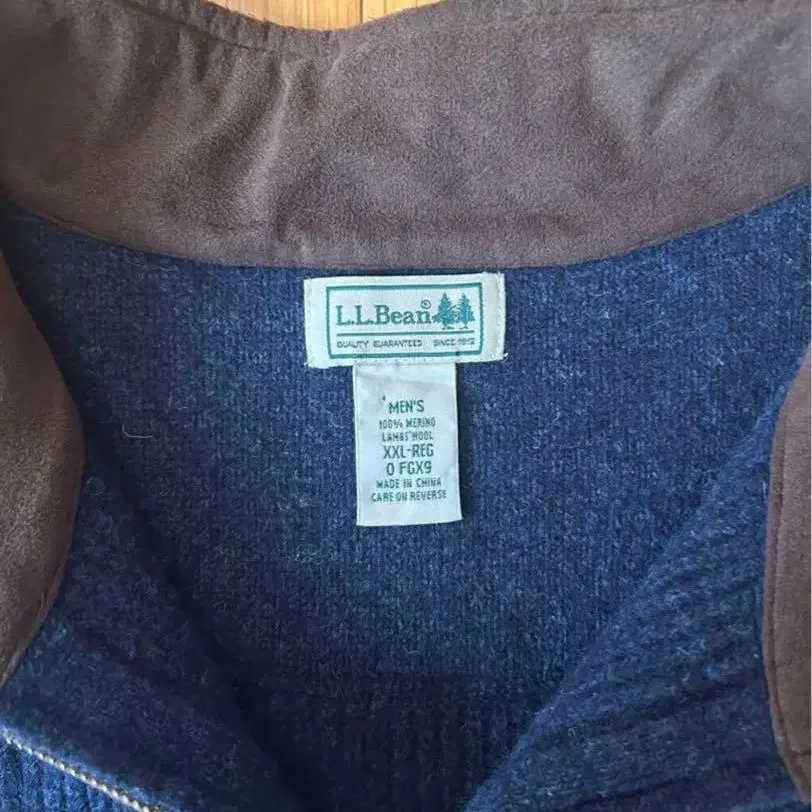 L.L.Bean®
QUALITY GUARANTEED SINCE 1912
MEN'S
100% MERINO
LAMBS' WOOL
XXL-REG
0 FGX9
MADE IN CHINA
CARE ON REVERSE